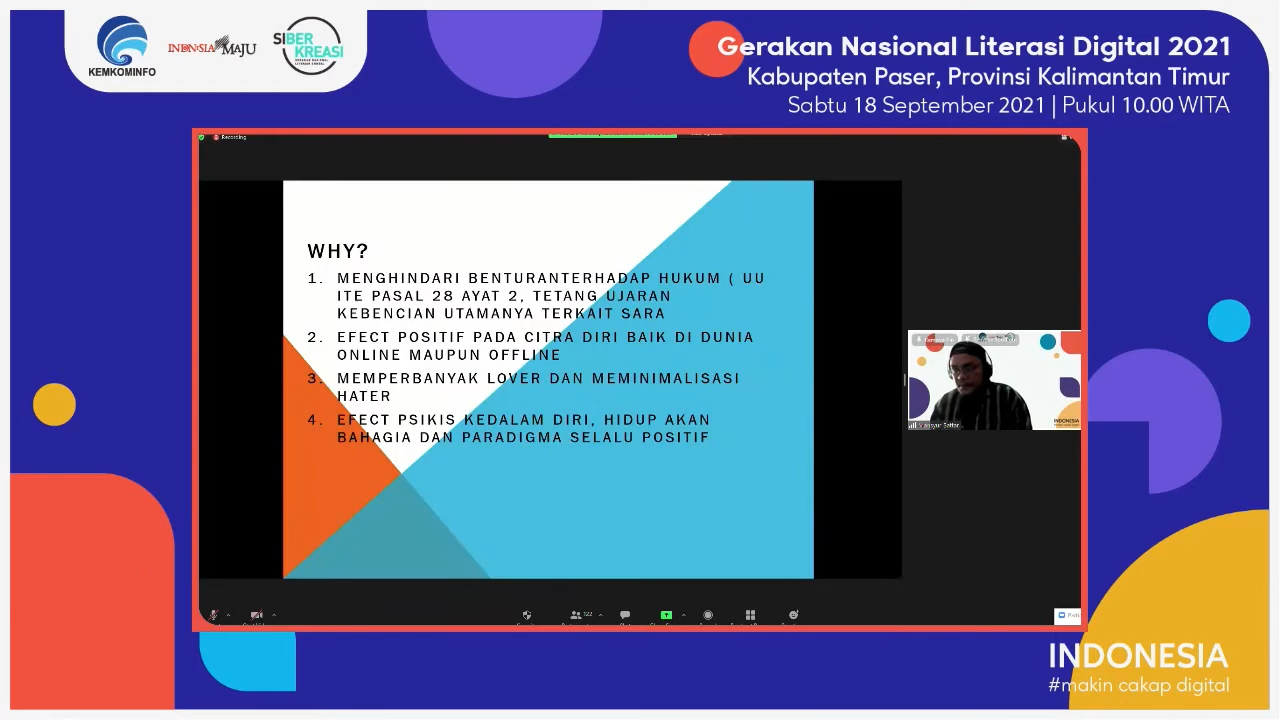 KEMKOMINFO
INDONESIA MAJU
SIBER
KREASI
Gerakan Nasional Literasi Digital 2021
Kabupaten Paser, Provinsi Kalimantan Timur
Sabtu 18 September 2021 | Pukul 10.00 WITA
Recording
WHY?
1. MENGHINDARI BENTURANTERHADAP HUKUM ( UU
ITE PASAL 28 AYAT 2, TETANG UJARAN
KEBENCIAN UTAMANYA TERKAIT SARA
2. EFECT POSITIF PADA CITRA DIRI BAIK DI DUNIA
ONLINE MAUPUN OFFLINE
3. MEMPERBANYAK LOVER DAN MEMINIMALISASI
HATER
4. EFECT PSIKIS KEDALAM DIRI, HIDUP AKAN
BAHAGIA DAN PARADIGMA SELALU POSITIF
INDONESIA
122
INDONESIA
#makin cakap digital